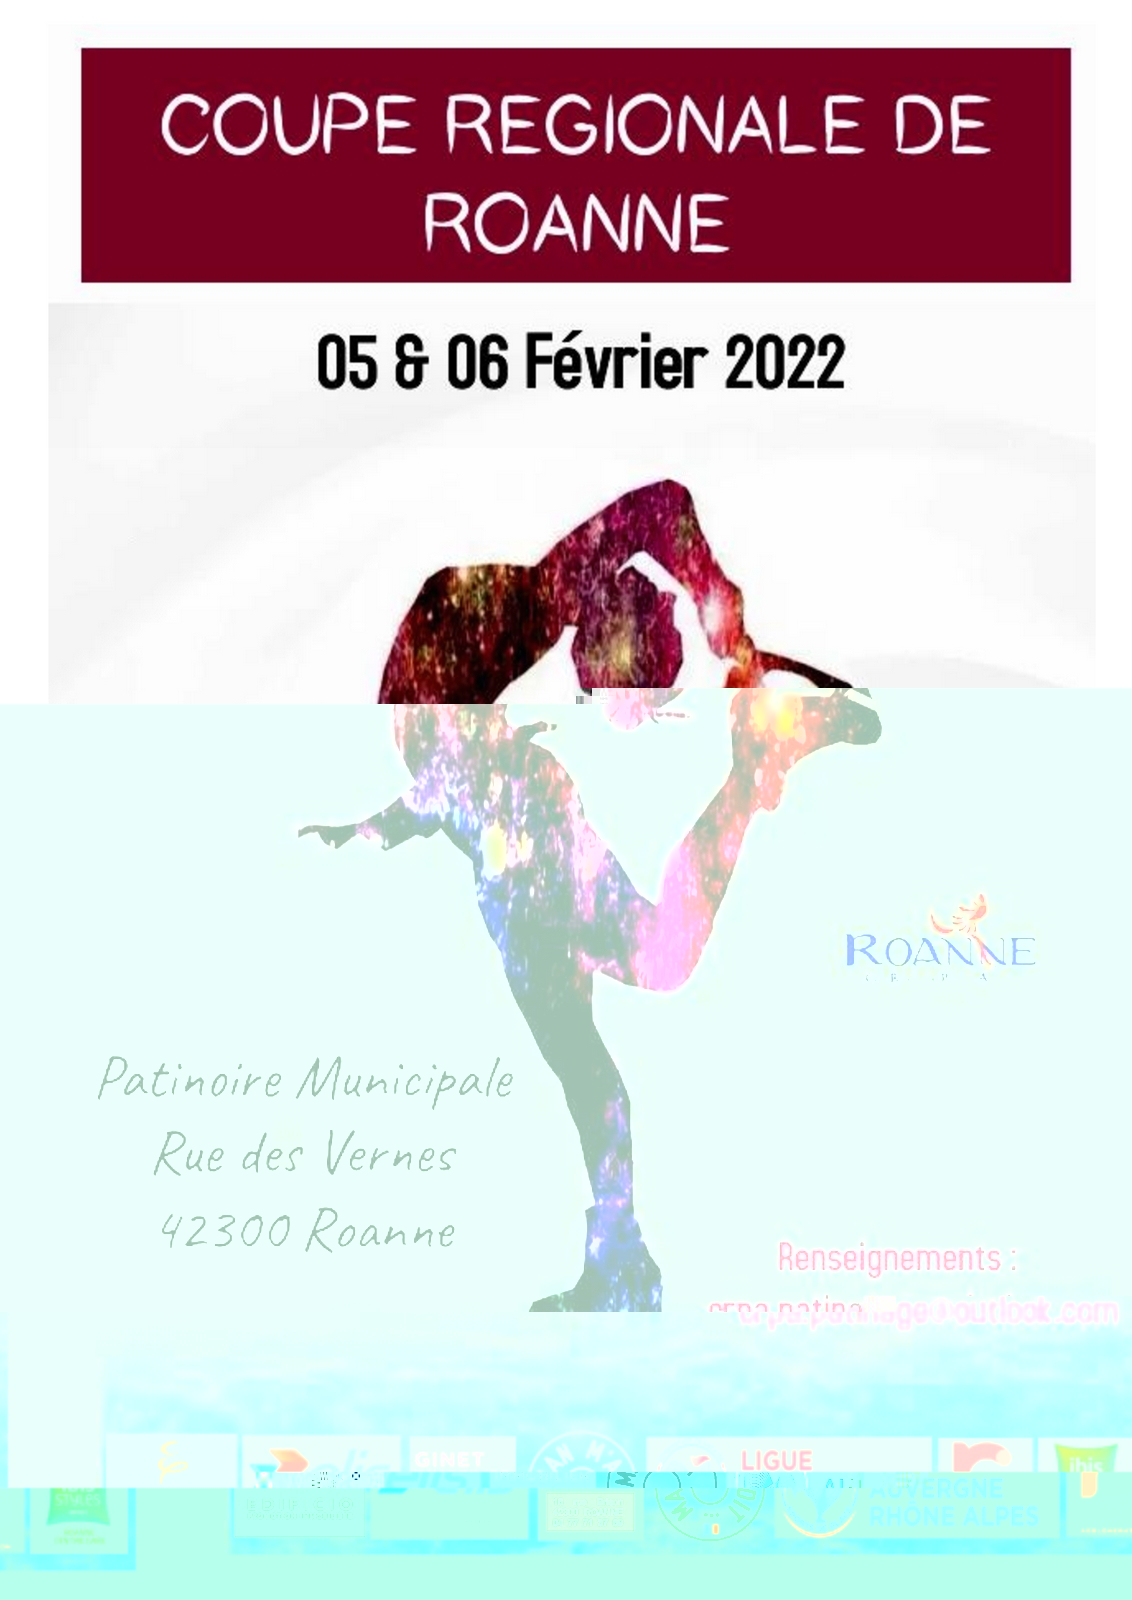 COUPE REGIONALE DE
ROANNE
05 & 06 Février 2022
ROANNE
C R P A
Patinoire Municipale
Rue des Vernes
42300 Roanne
Renseignements :
GINET
LIGUE
ibis
AUVERGNE
RHÔNE ALPES